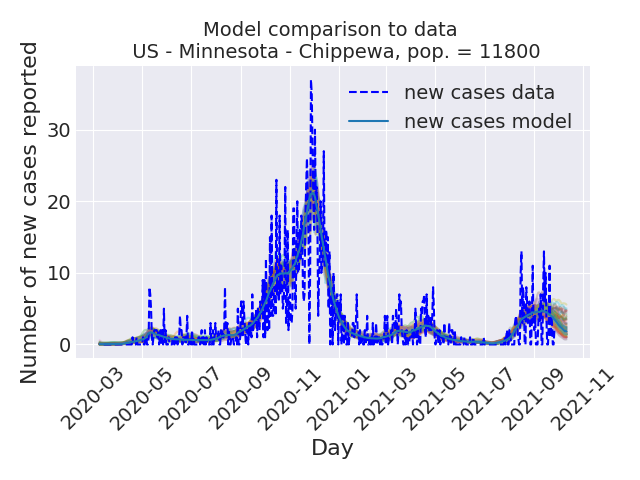 Model comparison to data
US - Minnesota - Chippewa, pop. = 11800
Number of new cases reported
30
20
10
0
new cases data
new cases model
2020-03
2020-05
2020-07
2020-09
2020-11
2021-01
2021-03
2021-05
2021-07
2021-09
2021-11
Day